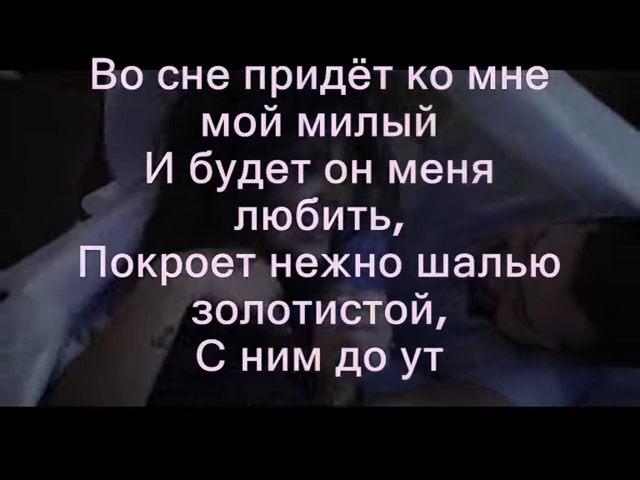 Во сне придёт ко мне
мой милый
И будет он меня
любить,
Покроет нежно шалью
золотистой,
С ним до ут